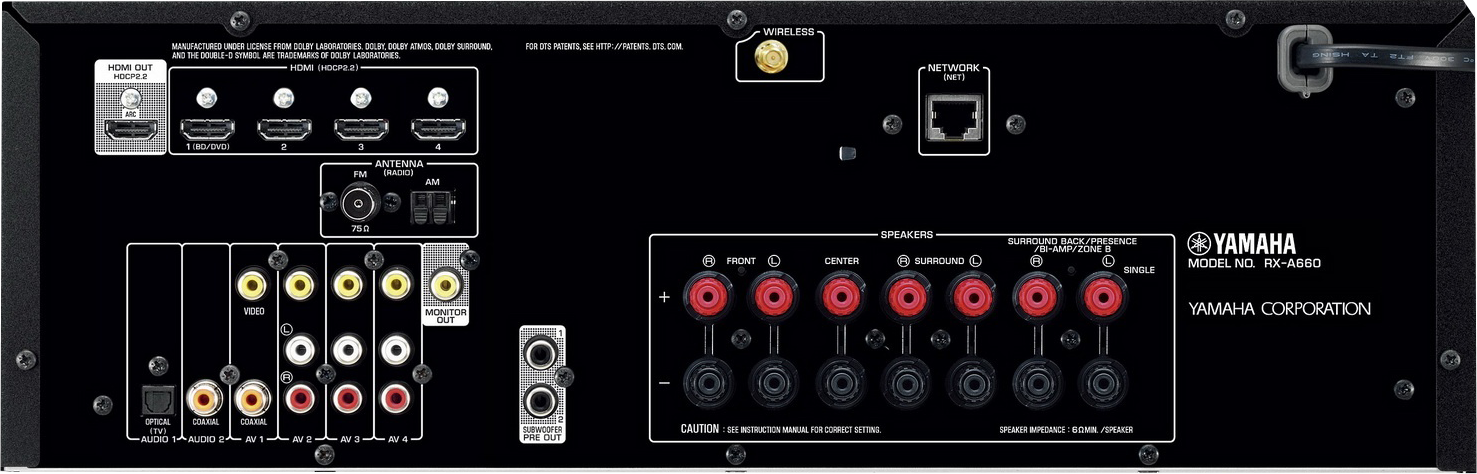 MANUFACTURED UNDER LICENSE FROM DOLBY LABORATORIES. DOLBY, DOLBY ATMOS, DOLBY SURROUND,
AND THE DOUBLE-D SYMBOL ARE TRADEMARKS OF DOLBY LABORATORIES.
FOR DTS PATENTS, SEE HTTP://PATENTS. DTS. COM.
WIRELESS
HDMI OUT
HDCP2.2
ARC
HDMI (HDCP2.2)
1 (BD/DVD)
2
3
4
NETWORK
(NET)
ANTENNA
(RADIO)
FM
AM
75Ω
VIDEO
MONITOR
OUT
L
R
OPTICAL
(TV)
COAXIAL
COAXIAL
AUDIO 1
AUDIO 2
AV 1
AV 2
AV 3
AV 4
1
2
SUBWOOFER
PRE OUT
SPEAKERS
R FRONT L
CENTER
R SURROUND L
SURROUND BACK/PRESENCE
/BI-AMP/ZONE B
R
L
SINGLE
+
−
CAUTION : SEE INSTRUCTION MANUAL FOR CORRECT SETTING.
SPEAKER IMPEDANCE : 6ΩMIN. /SPEAKER
YAMAHA
MODEL NO. RX-A660
YAMAHA CORPORATION